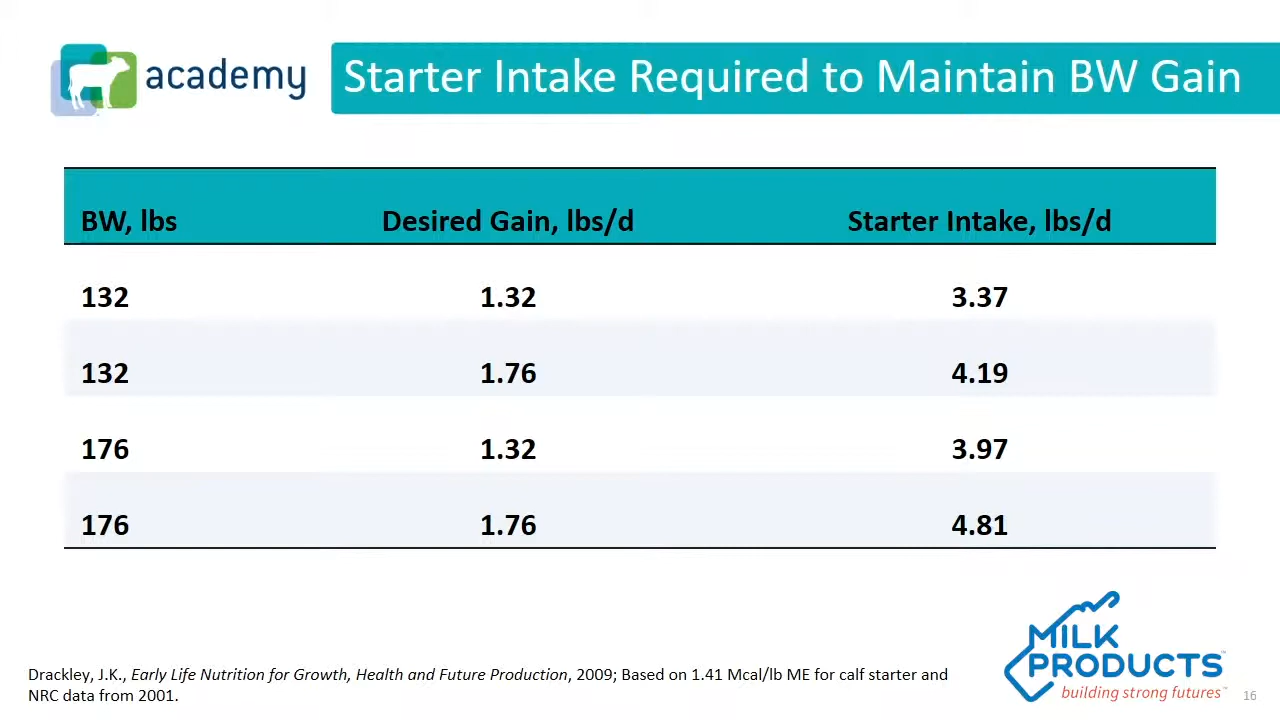 academy
Starter Intake Required to Maintain BW Gain
BW, lbs Desired Gain, lbs/d Starter Intake, lbs/d
132 1.32 3.37
132 1.76 4.19
176 1.32 3.97
176 1.76 4.81
MILK
PRODUCTS™
building strong futures™
Drackley, J.K., Early Life Nutrition for Growth, Health and Future Production, 2009; Based on 1.41 Mcal/lb ME for calf starter and
NRC data from 2001.
16